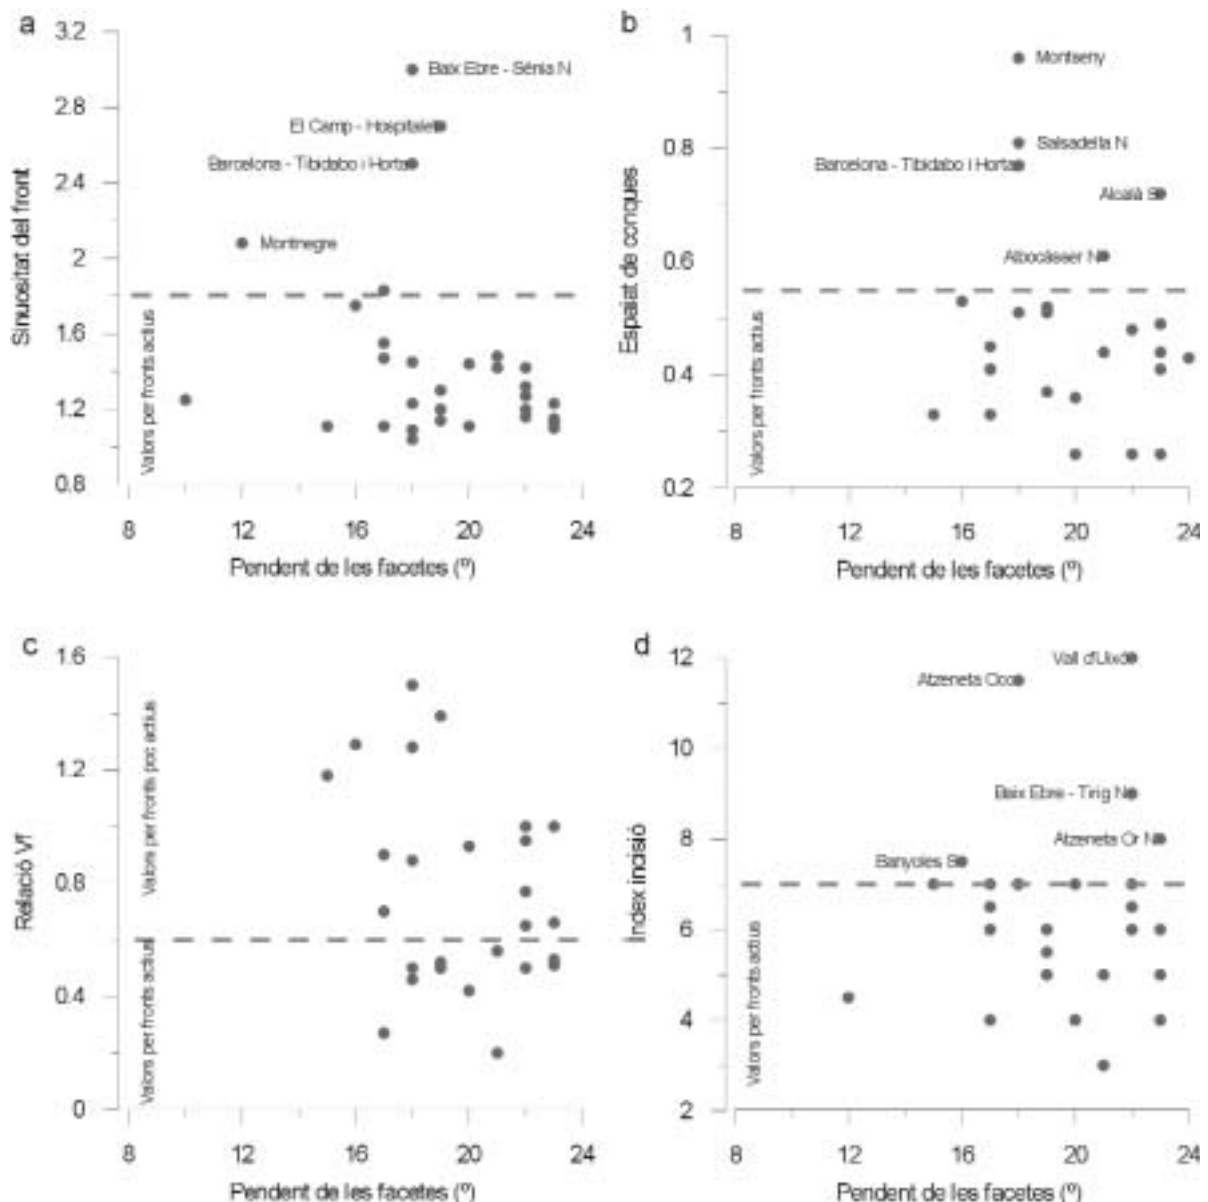 a
3.2
2.8
2.4
2
1.6
1.2
0.8
Sinuositat del front
Baix Ebre - Sénia N
El Camp - Hospitalet
Barcelona - Tibidabo i Horta
Montnegre
Valors per fronts actius
8 12 16 20 24
Pendent de les facetes (º)
b
1
0.8
0.6
0.4
0.2
Espaiat de conques
Montseny
Salsadella N
Barcelona - Tibidabo i Horta
Alcalà S
Albocàsser N
Valors per fronts actius
8 12 16 20 24
Pendent de les facetes (º)
c
1.6
1.2
0.8
0.4
0
Relació Vf
Valors per fronts poc actius
Valors per fronts actius
8 12 16 20 24
Pendent de les facetes (º)
d
12
10
8
6
4
2
Index incisió
Vall d'Uixó
Atzeneta Occ
Baix Ebre - Tirig N
Atzeneta Or N
Banyoles S
Valors per fronts actius
8 12 16 20 24
Pendent de les facetes (º)